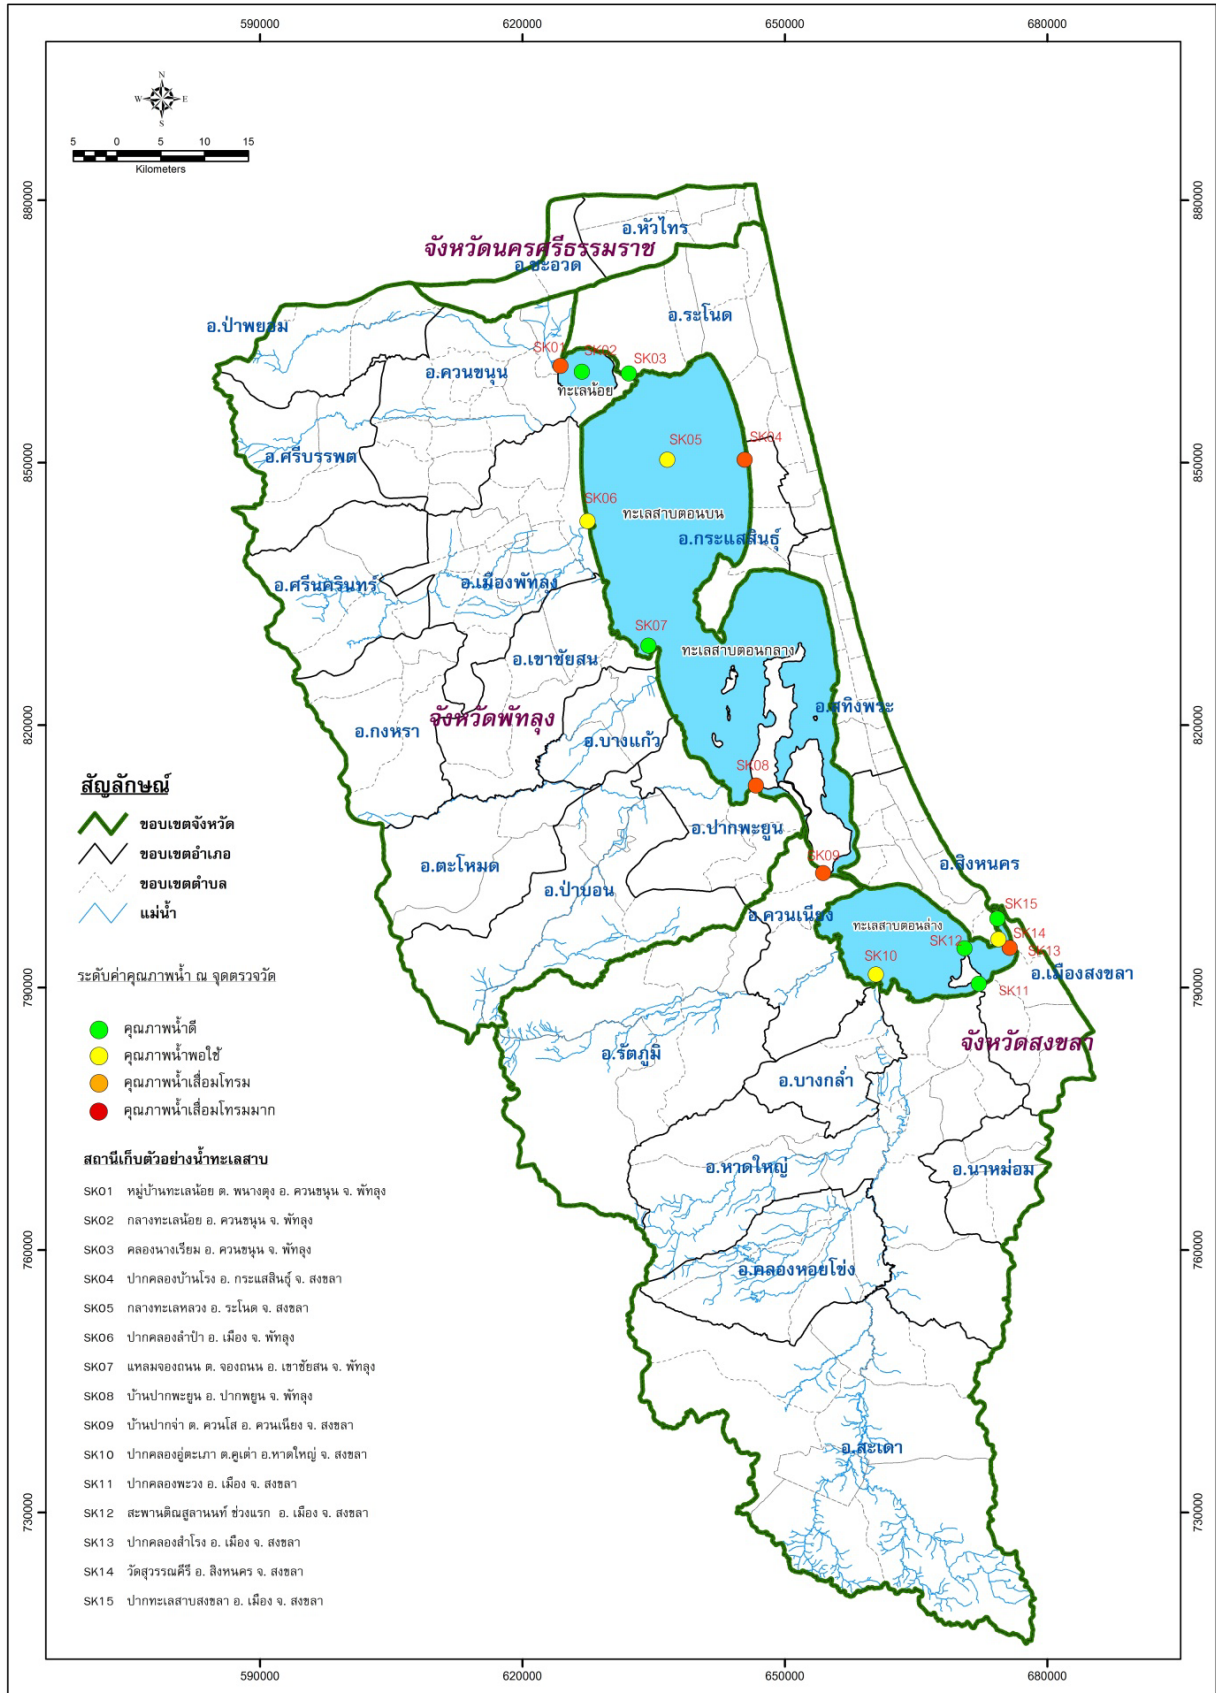 590000 620000 650000 680000
N
W E
S
5 0 5 10 15
Kilometers
880000 880000
อ.หัวไทร
จังหวัดนครศรีธรรมราช
อ.ชะอวด
อ.ระโนด
อ.ป่าพยอม
SK01
SK02
SK03
อ.ควนขนุน
ทะเลน้อย
SK05
SK04
อ.ศรีบรรพต
850000 850000
SK06
ทะเลสาบตอนบน
อ.กระแสสินธุ์
อ.ศรีนครินทร์
อ.เมืองพัทลุง
SK07
ทะเลสาบตอนกลาง
อ.เขาชัยสน
จังหวัดพัทลุง
อ.สทิงพระ
อ.กงหรา
อ.บางแก้ว
820000 820000
SK08
สัญลักษณ์
ขอบเขตจังหวัด
ขอบเขตอำเภอ
ขอบเขตตำบล
แม่น้ำ
อ.ปากพะยูน
อ.ตะโหมด
SK09
อ.สิงหนคร
อ.ป่าบอน
อ.ควนเนียง
SK15
ทะเลสาบตอนล่าง
SK14
SK12
SK13
SK10
อ.เมืองสงขลา
SK11
790000 790000
ระดับค่าคุณภาพน้ำ ณ จุดตรวจวัด
คุณภาพน้ำดี
คุณภาพน้ำพอใช้
คุณภาพน้ำเสื่อมโทรม
คุณภาพน้ำเสื่อมโทรมมาก
จังหวัดสงขลา
อ.รัตภูมิ
อ.บางกล่ำ
อ.หาดใหญ่
อ.นาหม่อม
สถานีเก็บตัวอย่างน้ำทะเลสาบ
SK01 หมู่บ้านทะเลน้อย ต. พนางตุง อ. ควนขนุน จ. พัทลุง
SK02 กลางทะเลน้อย อ. ควนขนุน จ. พัทลุง
SK03 คลองนางเรียม อ. ควนขนุน จ. พัทลุง
SK04 ปากคลองบ้านโรง อ. กระแสสินธุ์ จ. สงขลา
SK05 กลางทะเลหลวง อ. ระโนด จ. สงขลา
SK06 ปากคลองลำปำ อ. เมือง จ. พัทลุง
SK07 แหลมจองถนน ต. จองถนน อ. เขาชัยสน จ. พัทลุง
SK08 บ้านปากพะยูน อ. ปากพยูน จ. พัทลุง
SK09 บ้านปากจ่า ต. ควนโส อ. ควนเนียง จ. สงขลา
SK10 ปากคลองอู่ตะเภา ต.คูเต่า อ.หาดใหญ่ จ. สงขลา
SK11 ปากคลองพะวง อ. เมือง จ. สงขลา
SK12 สะพานติณสูลานนท์ ช่วงแรก อ. เมือง จ. สงขลา
SK13 ปากคลองสำโรง อ. เมือง จ. สงขลา
SK14 วัดสุวรรณคีรี อ. สิงหนคร จ. สงขลา
SK15 ปากทะเลสาบสงขลา อ. เมือง จ. สงขลา
760000 760000
อ.คลองหอยโข่ง
อ.สะเดา
730000 730000
590000 620000 650000 680000